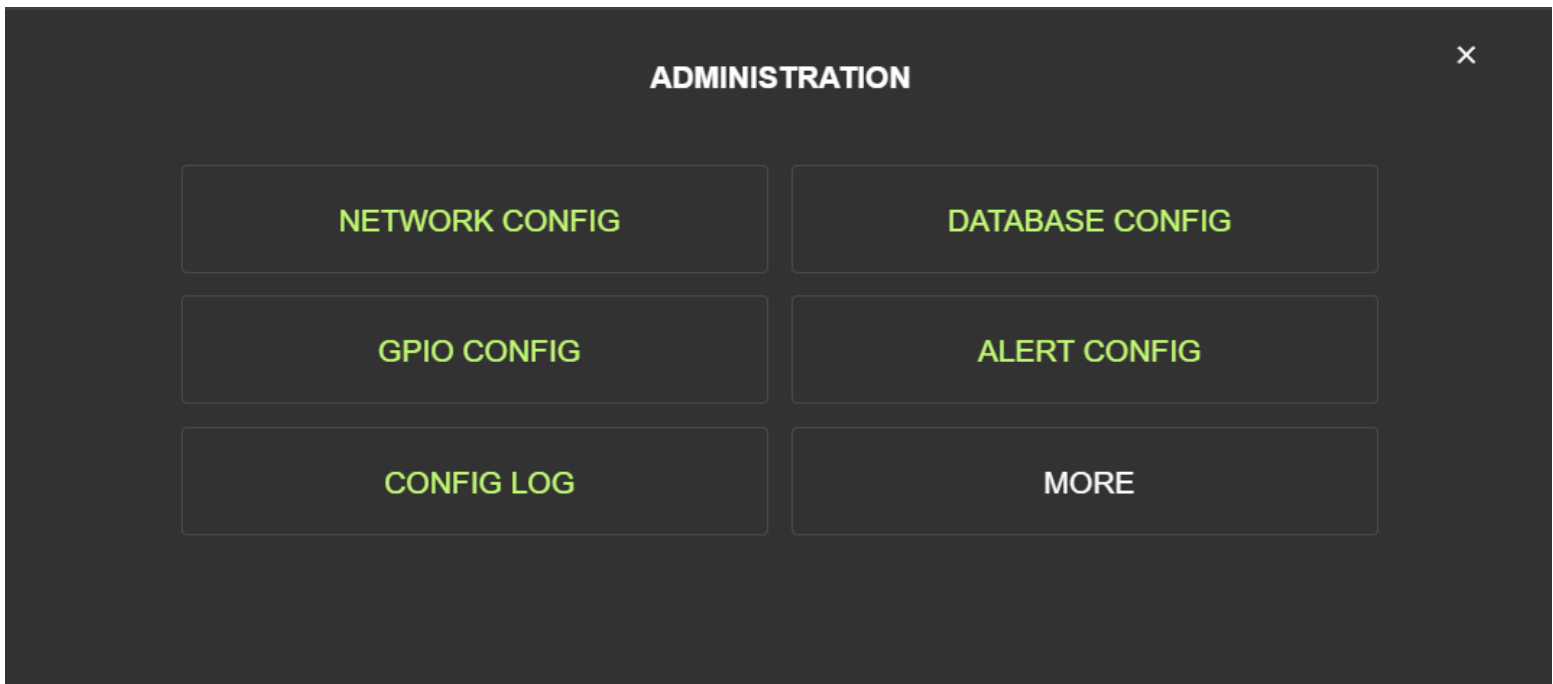 ADMINISTRATION
×
NETWORK CONFIG
DATABASE CONFIG
GPIO CONFIG
ALERT CONFIG
CONFIG LOG
MORE